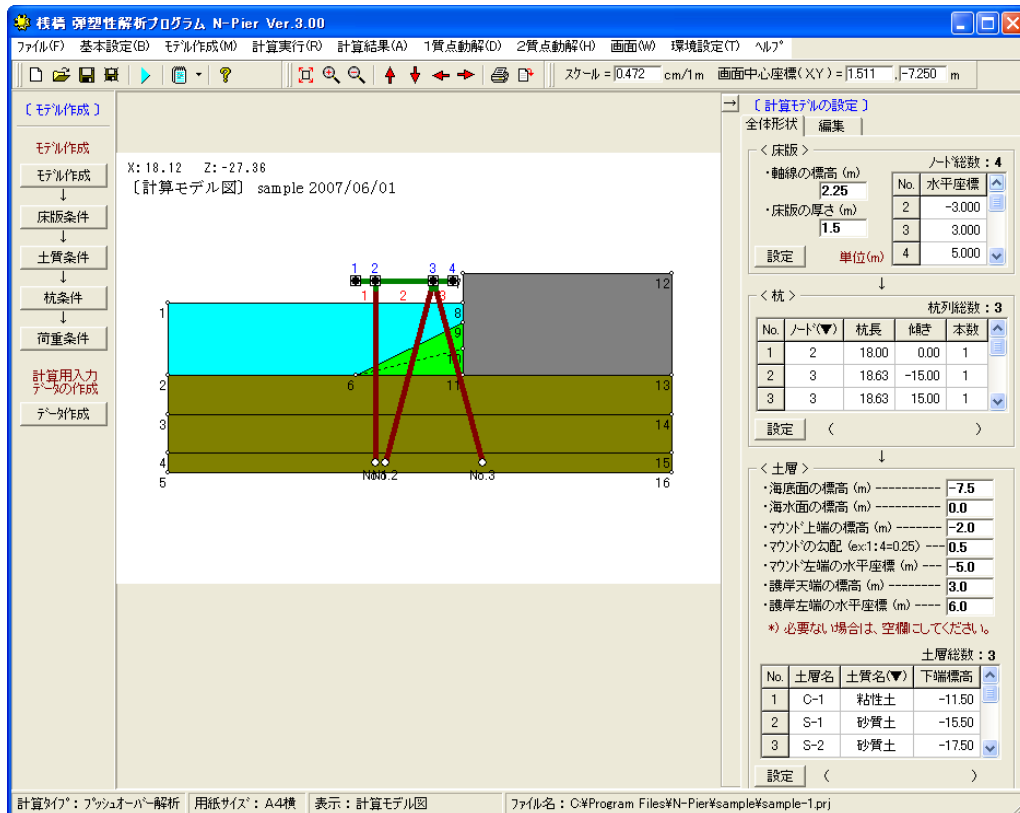 桟橋 弾塑性解析プログラム N-Pier Ver.3.00
ファイル(F) 基本設定(B) モデル作成(M) 計算実行(R) 計算結果(A) 1質点動解(D) 2質点動解(H) 画面(W) 環境設定(T) ヘルプ
スケール = 0.472 cm/1m 画面中心座標(XY) = 1.511 , -7.250 m
〔モデル作成〕
モデル作成
モデル作成
↓
床版条件
↓
土質条件
↓
杭条件
↓
荷重条件
計算用入力
データの作成
データ作成
X:18.12 Z:-27.36
〔計算モデル図〕 sample 2007/06/01
1 2 3 4
1 2 3
12
1 8
9
10
2 6 11 13
3 14
4 15
No.2 No.3
5 16
→
〔計算モデルの設定〕
全体形状 編集
<床版>
ノード総数:4
・軸線の標高(m)
2.25
・床版の厚さ(m)
1.5
設定 単位(m)
No. 水平座標
2 -3.000
3 3.000
4 5.000
↓
<杭>
杭列総数:3
No. ノード(▼) 杭長 傾き 本数
1 2 18.00 0.00 1
2 3 18.63 -15.00 1
3 3 18.63 15.00 1
設定 ( )
↓
<土層>
・海底面の標高(m) ---------- -7.5
・海水面の標高(m) ---------- 0.0
・マウンド上端の標高(m) ------- -2.0
・マウンドの勾配 (ex:1:4=0.25) --- 0.5
・マウンド左端の水平座標 (m) ---- -5.0
・護岸天端の標高(m) -------- 3.0
・護岸左端の水平座標(m) ---- 6.0
*) 必要ない場合は、空欄にしてください。
土層総数:3
No. 土層名 土質名(▼) 下端標高
1 C-1 粘性土 -11.50
2 S-1 砂質土 -15.50
3 S-2 砂質土 -17.50
設定 ( )
計算タイプ:プッシュオーバー解析 用紙サイズ:A4横 表示:計算モデル図 ファイル名:C:¥Program Files¥N-Pier¥sample¥sample-1.prj